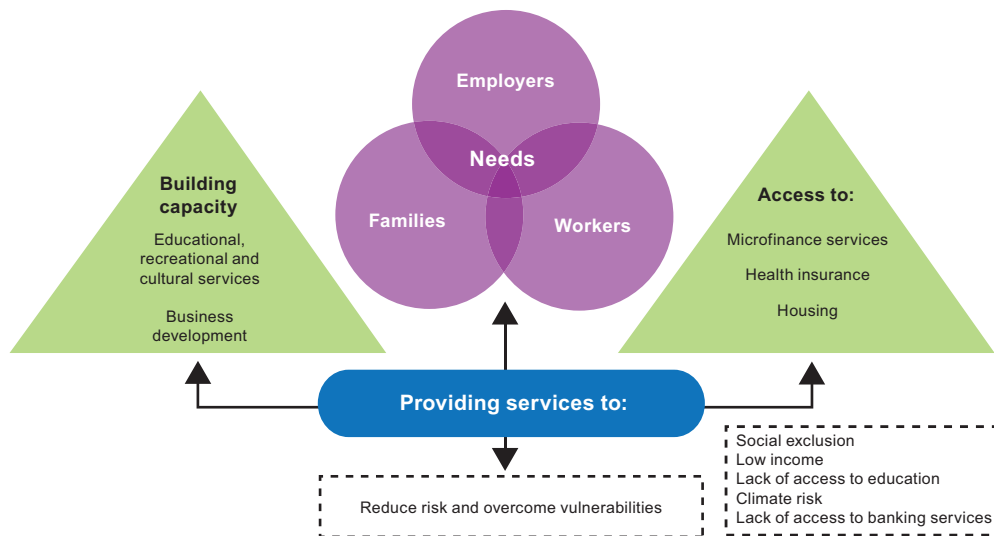 Employers
Needs
Families
Workers
Building
capacity
Educational,
recreational and
cultural services
Business
development
Access to:
Microfinance services
Health insurance
Housing
Providing services to:
Reduce risk and overcome vulnerabilities
Social exclusion
Low income
Lack of access to education
Climate risk
Lack of access to banking services